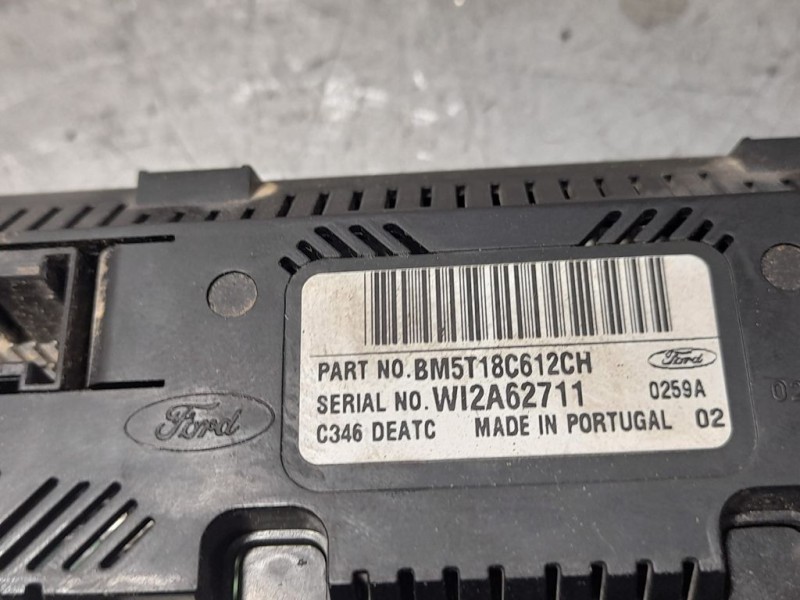 PART NO. BM5T18C612CH Ford
SERIAL NO. WI2A62711 0259A
C346 DEATC MADE IN PORTUGAL 02
Ford